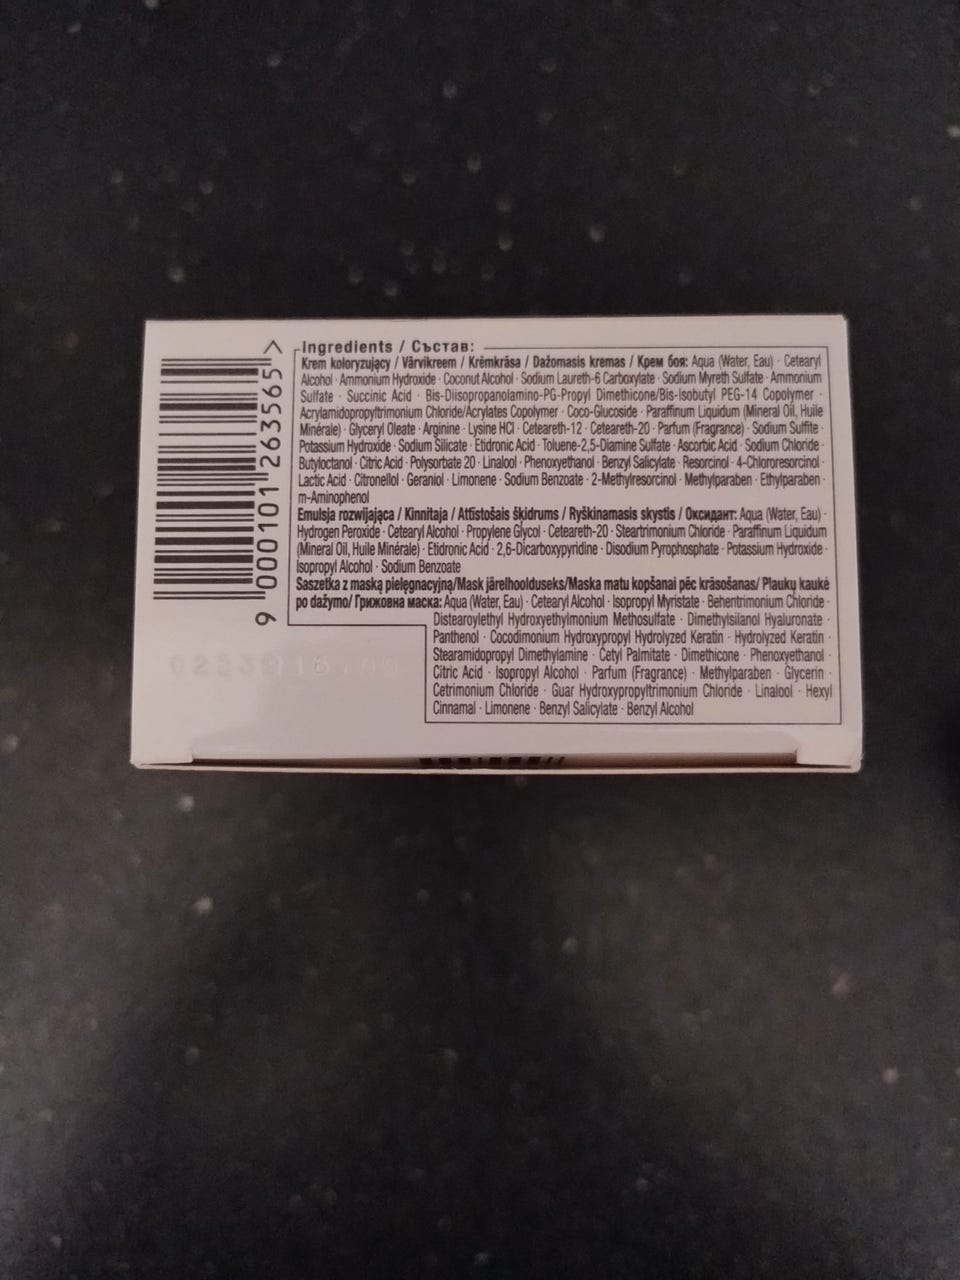 Ingredients / Състав:
Krem koloryzujący / Värvikreem / Krēmkrāsa / Dažomasis kremas / Крем боя: Aqua (Water, Eau) · Cetearyl
Alcohol · Ammonium Hydroxide · Coconut Alcohol · Sodium Laureth-6 Carboxylate · Sodium Myreth Sulfate · Ammonium
Sulfate · Succinic Acid · Bis-Diisopropanolamino-PG-Propyl Dimethicone/Bis-Isobutyl PEG-14 Copolymer ·
Acrylamidopropyltrimonium Chloride/Acrylates Copolymer · Coco-Glucoside · Paraffinum Liquidum (Mineral Oil, Huile
Minérale) · Glyceryl Oleate · Arginine · Lysine HCl · Ceteareth-12 · Ceteareth-20 · Parfum (Fragrance) · Sodium Sulfite ·
Potassium Hydroxide · Sodium Silicate · Etidronic Acid · Toluene-2,5-Diamine Sulfate · Ascorbic Acid · Sodium Chloride ·
Butyloctanol · Citric Acid · Polysorbate 20 · Linalool · Phenoxyethanol · Benzyl Salicylate · Resorcinol · 4-Chlororesorcinol ·
Lactic Acid · Citronellol · Geraniol · Limonene · Sodium Benzoate · 2-Methylresorcinol · Methylparaben · Ethylparaben ·
m-Aminophenol
Emulsja rozwijająca / Kinnitaja / Attīstošais šķidrums / Ryškinamasis skystis / Оксидант: Aqua (Water, Eau) ·
Hydrogen Peroxide · Cetearyl Alcohol · Propylene Glycol · Ceteareth-20 · Steartrimonium Chloride · Paraffinum Liquidum
(Mineral Oil, Huile Minérale) · Etidronic Acid · 2,6-Dicarboxypyridine · Disodium Pyrophosphate · Potassium Hydroxide ·
Isopropyl Alcohol · Sodium Benzoate
Saszetka z maską pielęgnacyjną/Mask järelhoolduseks/Maska matu kopšanai pēc krāsošanas/ Plaukų kaukė
po dažymo/ Грижовна маска: Aqua (Water, Eau) · Cetearyl Alcohol · Isopropyl Myristate · Behentrimonium Chloride ·
Distearoylethyl Hydroxyethylmonium Methosulfate · Dimethylsilanol Hyaluronate ·
Panthenol · Cocodimonium Hydroxypropyl Hydrolyzed Keratin · Hydrolyzed Keratin ·
Stearamidopropyl Dimethylamine · Cetyl Palmitate · Dimethicone · Phenoxyethanol ·
Citric Acid · Isopropyl Alcohol · Parfum (Fragrance) · Methylparaben · Glycerin ·
Cetrimonium Chloride · Guar Hydroxypropyltrimonium Chloride · Linalool · Hexyl
Cinnamal · Limonene · Benzyl Salicylate · Benzyl Alcohol
9 000101 263565 >